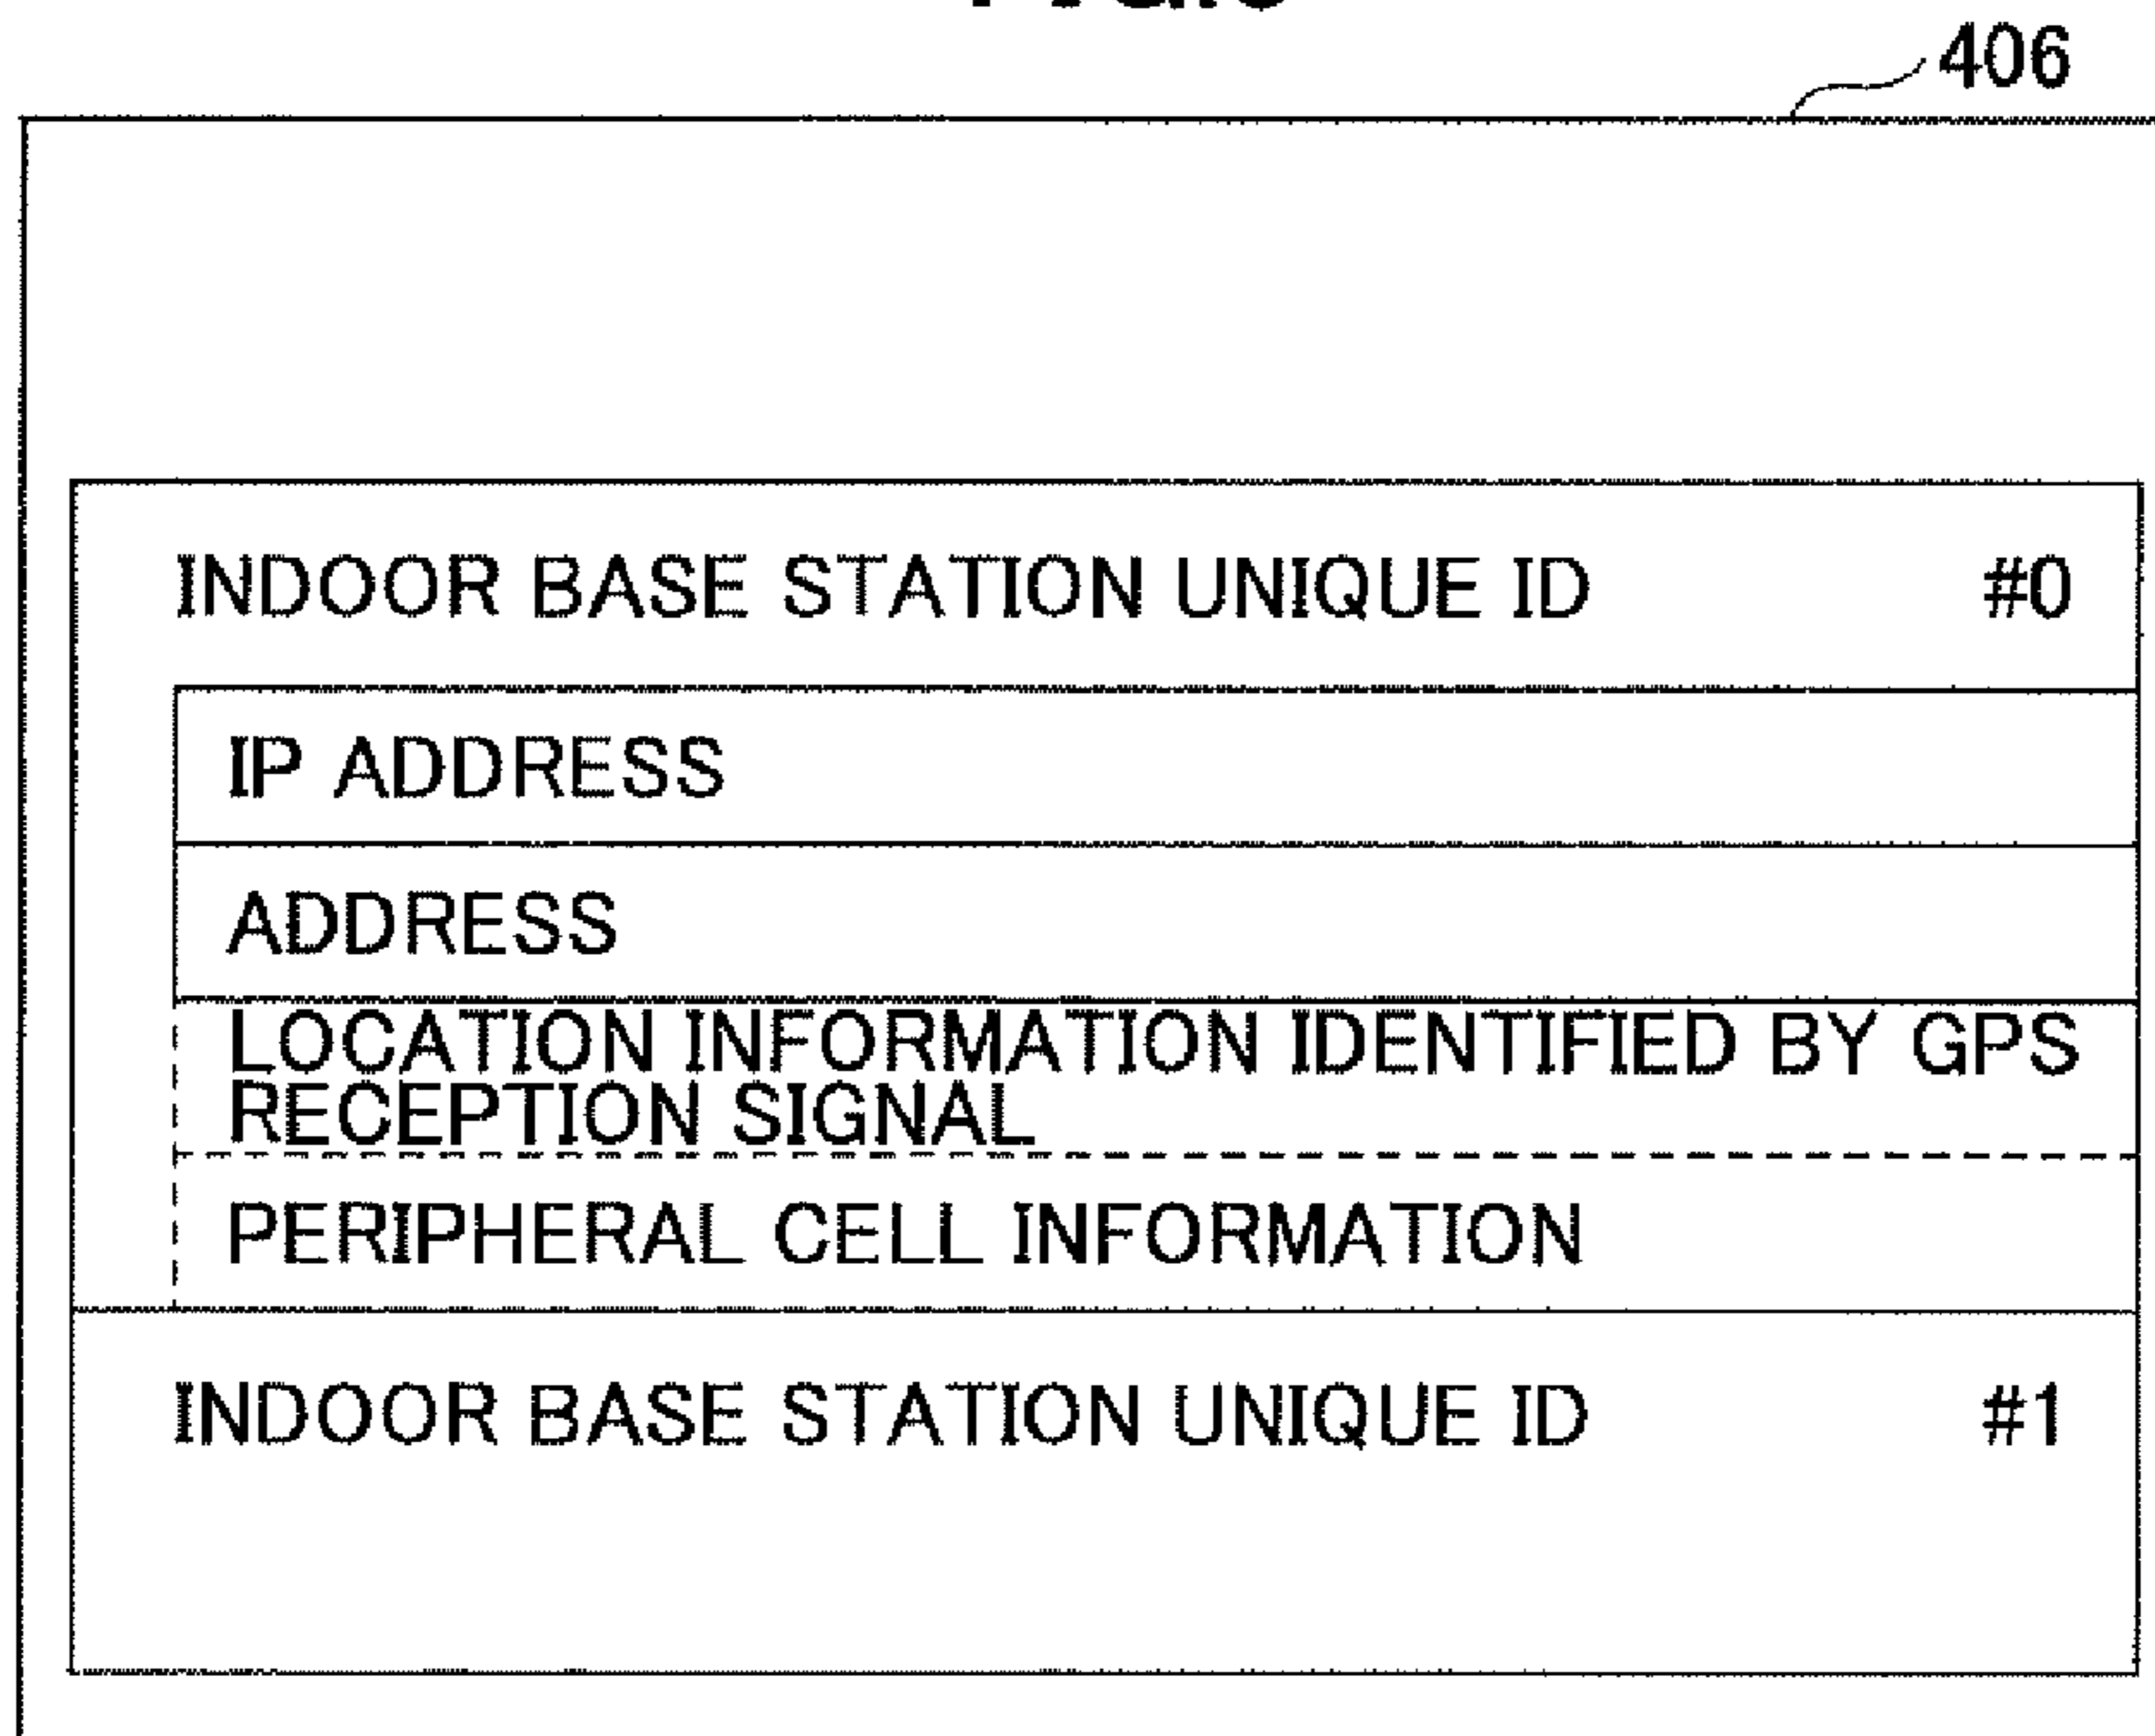 406
INDOOR BASE STATION UNIQUE ID #0
IP ADDRESS
ADDRESS
LOCATION INFORMATION IDENTIFIED BY GPS
RECEPTION SIGNAL
PERIPHERAL CELL INFORMATION
INDOOR BASE STATION UNIQUE ID #1